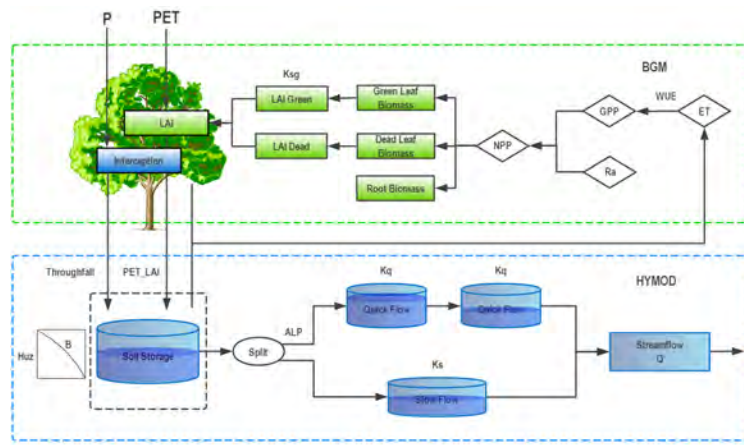 P PET
BGM
Ksg
WUE
LAI Green
Green Leaf
Biomass
GPP
ET
LAI
LAI Dead
Dead Leaf
Biomass
NPP
Interception
Ra
Root Biomass
Throughfall
PET_LAI
Kq
Kq
HYMOD
Quick Flow
Quick Flow
ALP
Huz
B
Soil Storage
Split
Streamflow
Q
Ks
Slow Flow